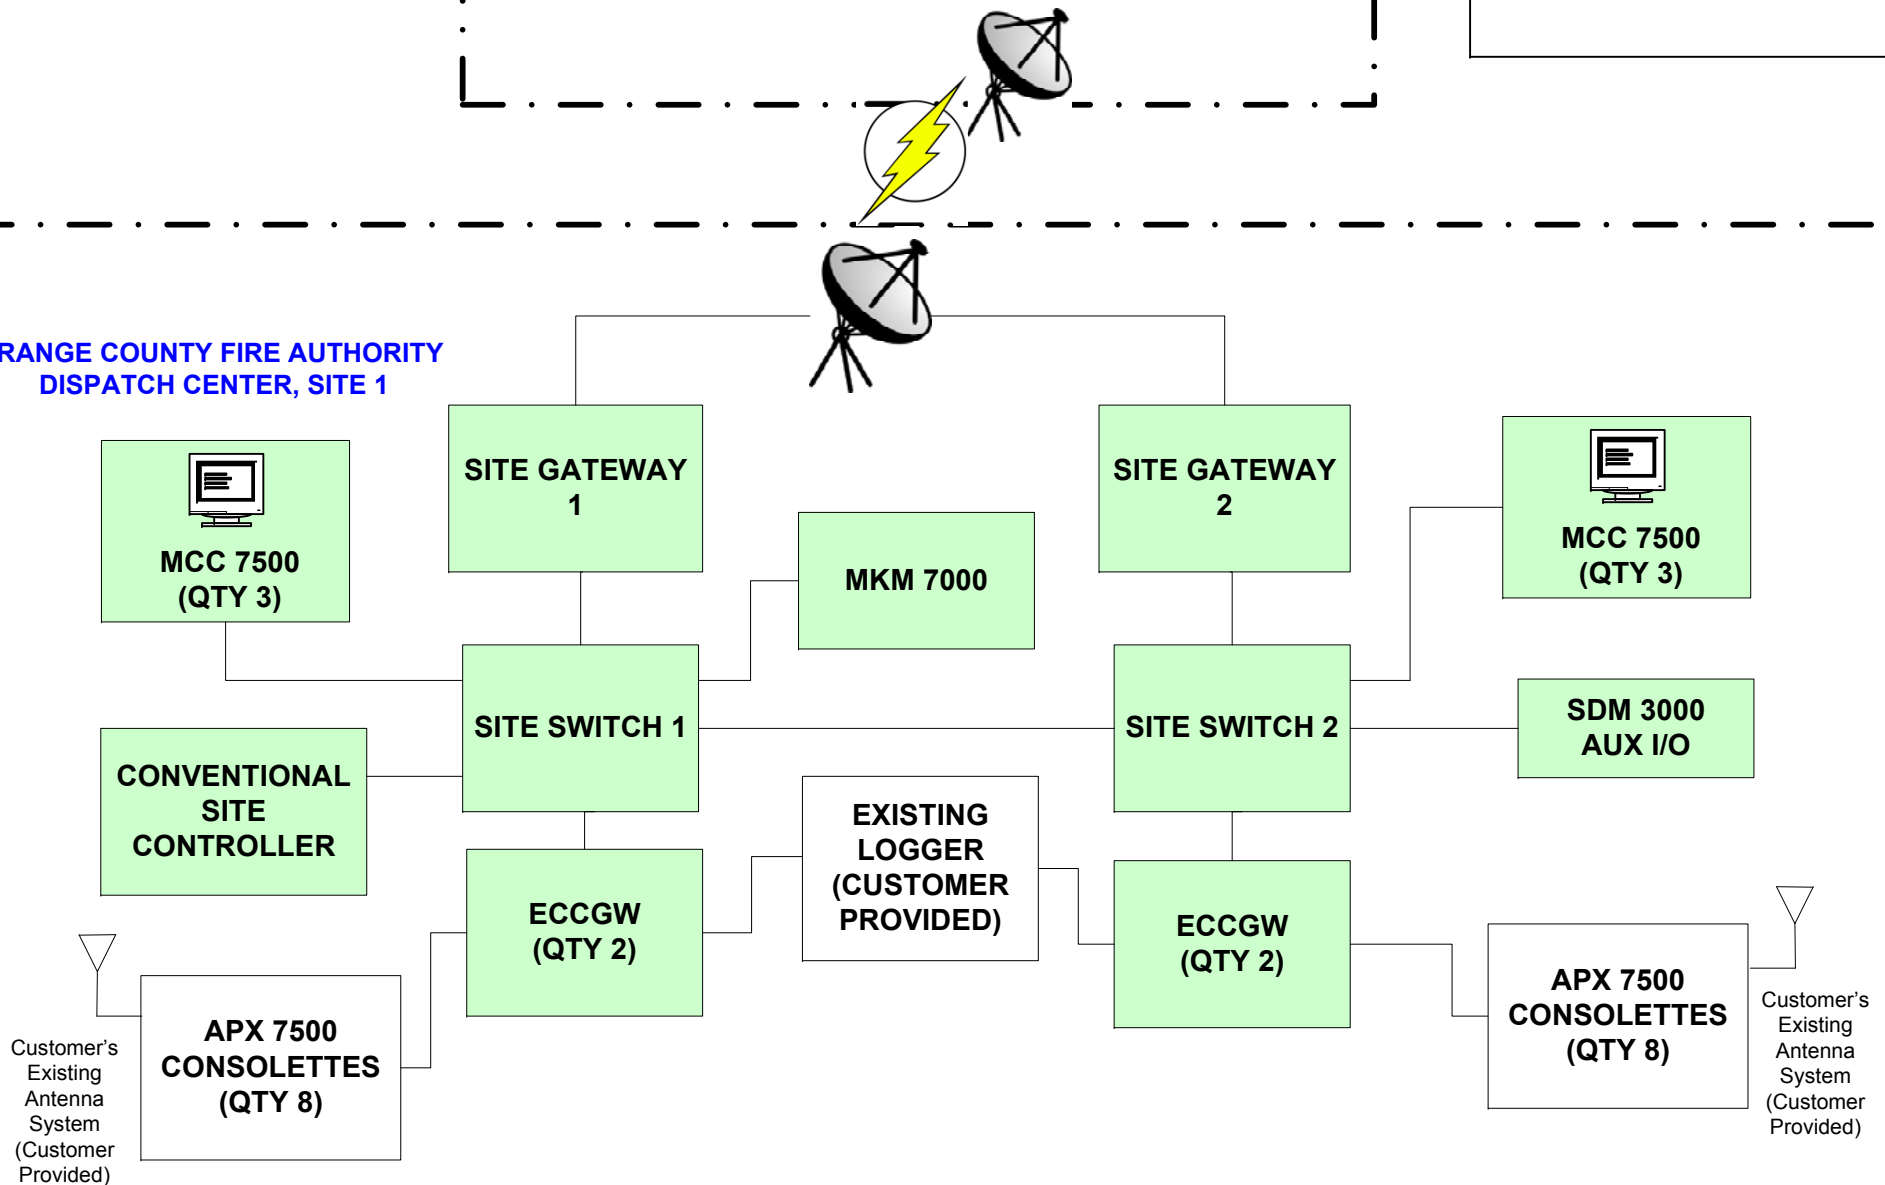 RANGE COUNTY FIRE AUTHORITY
DISPATCH CENTER, SITE 1
MCC 7500
(QTY 3)
SITE GATEWAY
1
MKM 7000
SITE GATEWAY
2
MCC 7500
(QTY 3)
SITE SWITCH 1
SITE SWITCH 2
SDM 3000
AUX I/O
CONVENTIONAL
SITE
CONTROLLER
EXISTING
LOGGER
(CUSTOMER
PROVIDED)
ECCGW
(QTY 2)
ECCGW
(QTY 2)
Customer's
Existing
Antenna
System
(Customer
Provided)
APX 7500
CONSOLETTES
(QTY 8)
APX 7500
CONSOLETTES
(QTY 8)
Customer's
Existing
Antenna
System
(Customer
Provided)